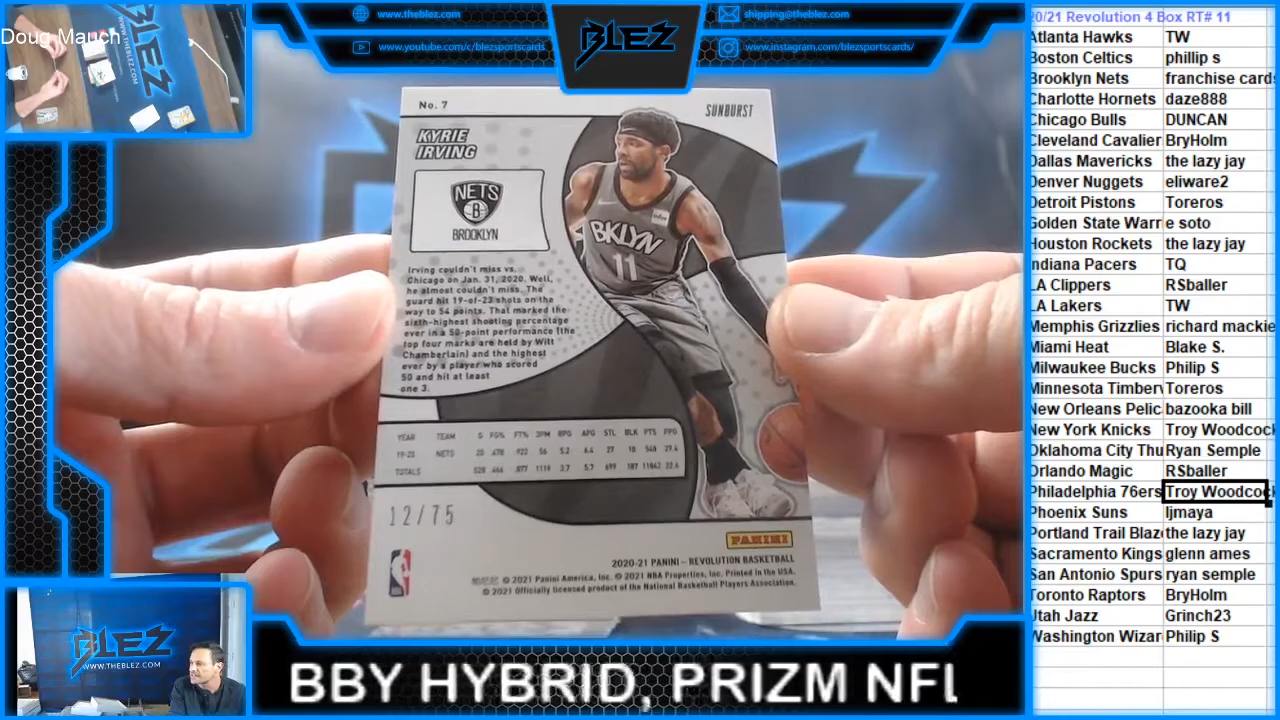 Doug Mauch
www.theblez.com
www.youtube.com/c/blezsportscards
BLEZ
shipping@theblez.com
www.instagram.com/blezsportscards/
No. 7
SUNBURST
KYRIE
IRVING
NETS
B
BROOKLYN
BKLYN
11
Irving couldn't miss vs.
Chicago on Jan. 31, 2020. Well,
he almost couldn't miss. The
guard hit 19-of-23 shots on the
way to 54 points. That marked the
sixth-highest shooting percentage
ever in a 50-point performance (the
top four marks are held by Wilt
Chamberlain) and the highest
ever by a player who scored
50 and hit at least
one 3.
YEAR TEAM G FG% FT% 3PM RPG APG STL BLK PTS PPG
19-20 NETS 20 .478 .922 56 5.2 6.4 27 10 548 27.4
TOTALS 528 .466 .877 1119 3.7 5.7 699 187 11842 22.4
12/75
PANINI
2020-21 PANINI – REVOLUTION BASKETBALL
© 2021 Panini America, Inc. © 2021 NBA Properties, Inc. Printed in the USA.
© 2021 Officially licensed product of the National Basketball Players Association.
NBA
BLEZ
WWW.THEBLEZ.COM
BBY HYBRID, PRIZM NFL
20/21 Revolution 4 Box RT# 11
Atlanta Hawks TW
Boston Celtics phillip s
Brooklyn Nets franchise cards
Charlotte Hornets daze888
Chicago Bulls DUNCAN
Cleveland Cavalier BryHolm
Dallas Mavericks the lazy jay
Denver Nuggets eliware2
Detroit Pistons Toreros
Golden State Warr e soto
Houston Rockets the lazy jay
Indiana Pacers TQ
LA Clippers RSballer
LA Lakers TW
Memphis Grizzlies richard mackie
Miami Heat Blake S.
Milwaukee Bucks Philip S
Minnesota Timberv Toreros
New Orleans Pelic bazooka bill
New York Knicks Troy Woodcock
Oklahoma City Thu Ryan Semple
Orlando Magic RSballer
Philadelphia 76ers Troy Woodcock
Phoenix Suns ljmaya
Portland Trail Blaz the lazy jay
Sacramento Kings glenn ames
San Antonio Spurs ryan semple
Toronto Raptors BryHolm
Utah Jazz Grinch23
Washington Wizar Philip S